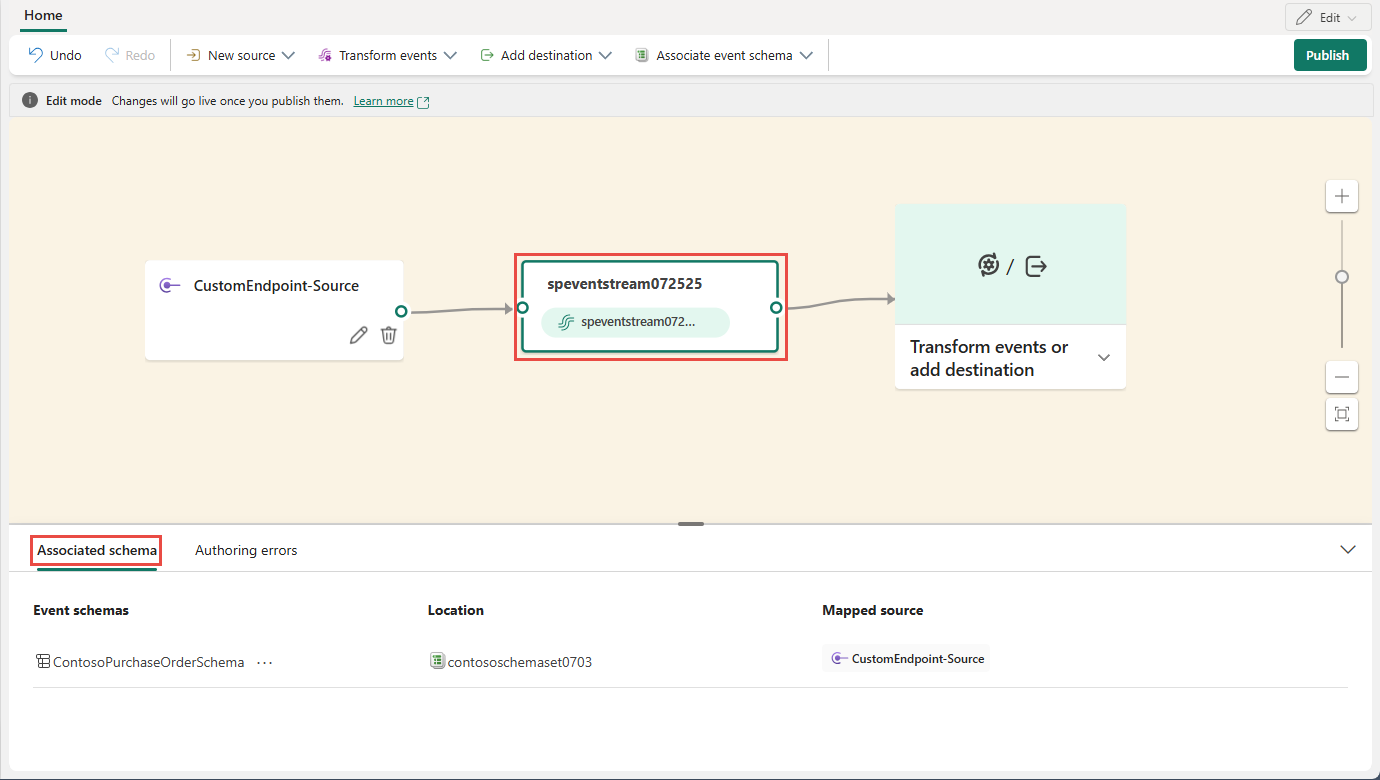 Home
Edit
Undo
Redo
New source
Transform events
Add destination
Associate event schema
Publish
Edit mode
Changes will go live once you publish them.
Learn more
CustomEndpoint-Source
speventstream072525
speventstream072...
/
Transform events or
add destination
Associated schema
Authoring errors
Event schemas
Location
Mapped source
ContosoPurchaseOrderSchema
...
contososchemaset0703
CustomEndpoint-Source